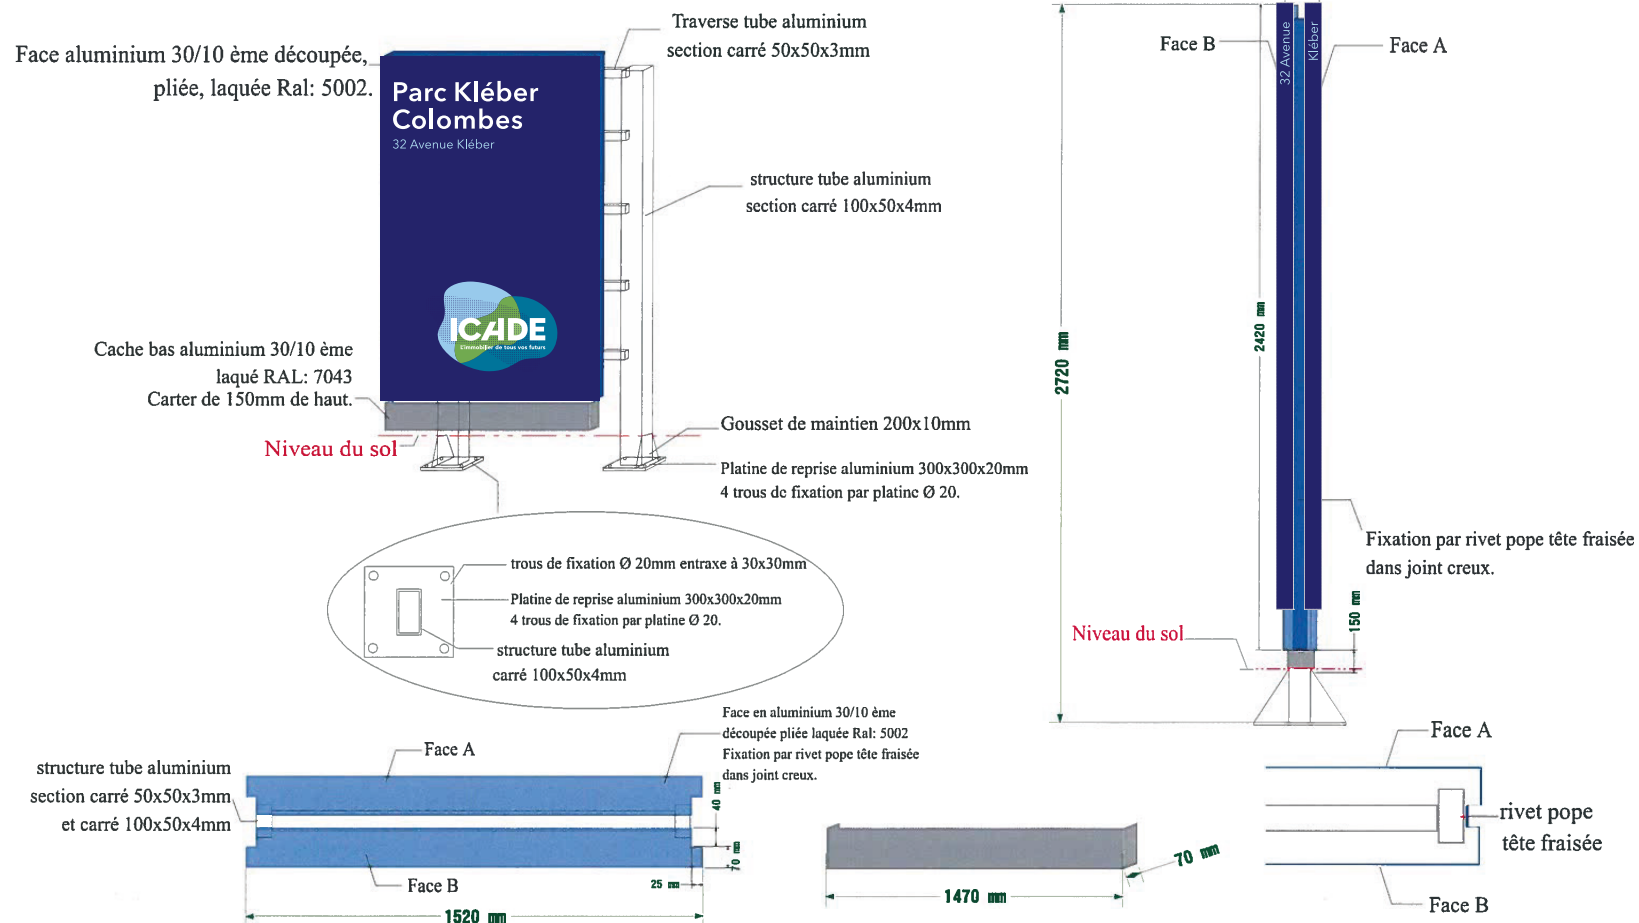 Face aluminium 30/10 ème découpée,
pliée, laquée Ral: 5002.
Parc Kléber
Colombes
32 Avenue Kléber
ICADE
L'immobilier de tous vos futurs
Traverse tube aluminium
section carré 50x50x3mm
structure tube aluminium
section carré 100x50x4mm
Cache bas aluminium 30/10 ème
laqué RAL: 7043
Carter de 150mm de haut.
Niveau du sol
Gousset de maintien 200x10mm
Platine de reprise aluminium 300x300x20mm
4 trous de fixation par platine Ø 20.
trous de fixation Ø 20mm entraxe à 30x30mm
Platine de reprise aluminium 300x300x20mm
4 trous de fixation par platine Ø 20.
structure tube aluminium
carré 100x50x4mm
Face B
32 Avenue
Kléber
Face A
2720 mm
2420 mm
Fixation par rivet pope tête fraisée
dans joint creux.
150 mm
Niveau du sol
Face A
Face en aluminium 30/10 ème
découpée pliée laquée Ral: 5002
Fixation par rivet pope tête fraisée
dans joint creux.
structure tube aluminium
section carré 50x50x3mm
et carré 100x50x4mm
40 mm
70 mm
25 mm
Face B
1520 mm
70 mm
1470 mm
Face A
rivet pope
tête fraisée
Face B